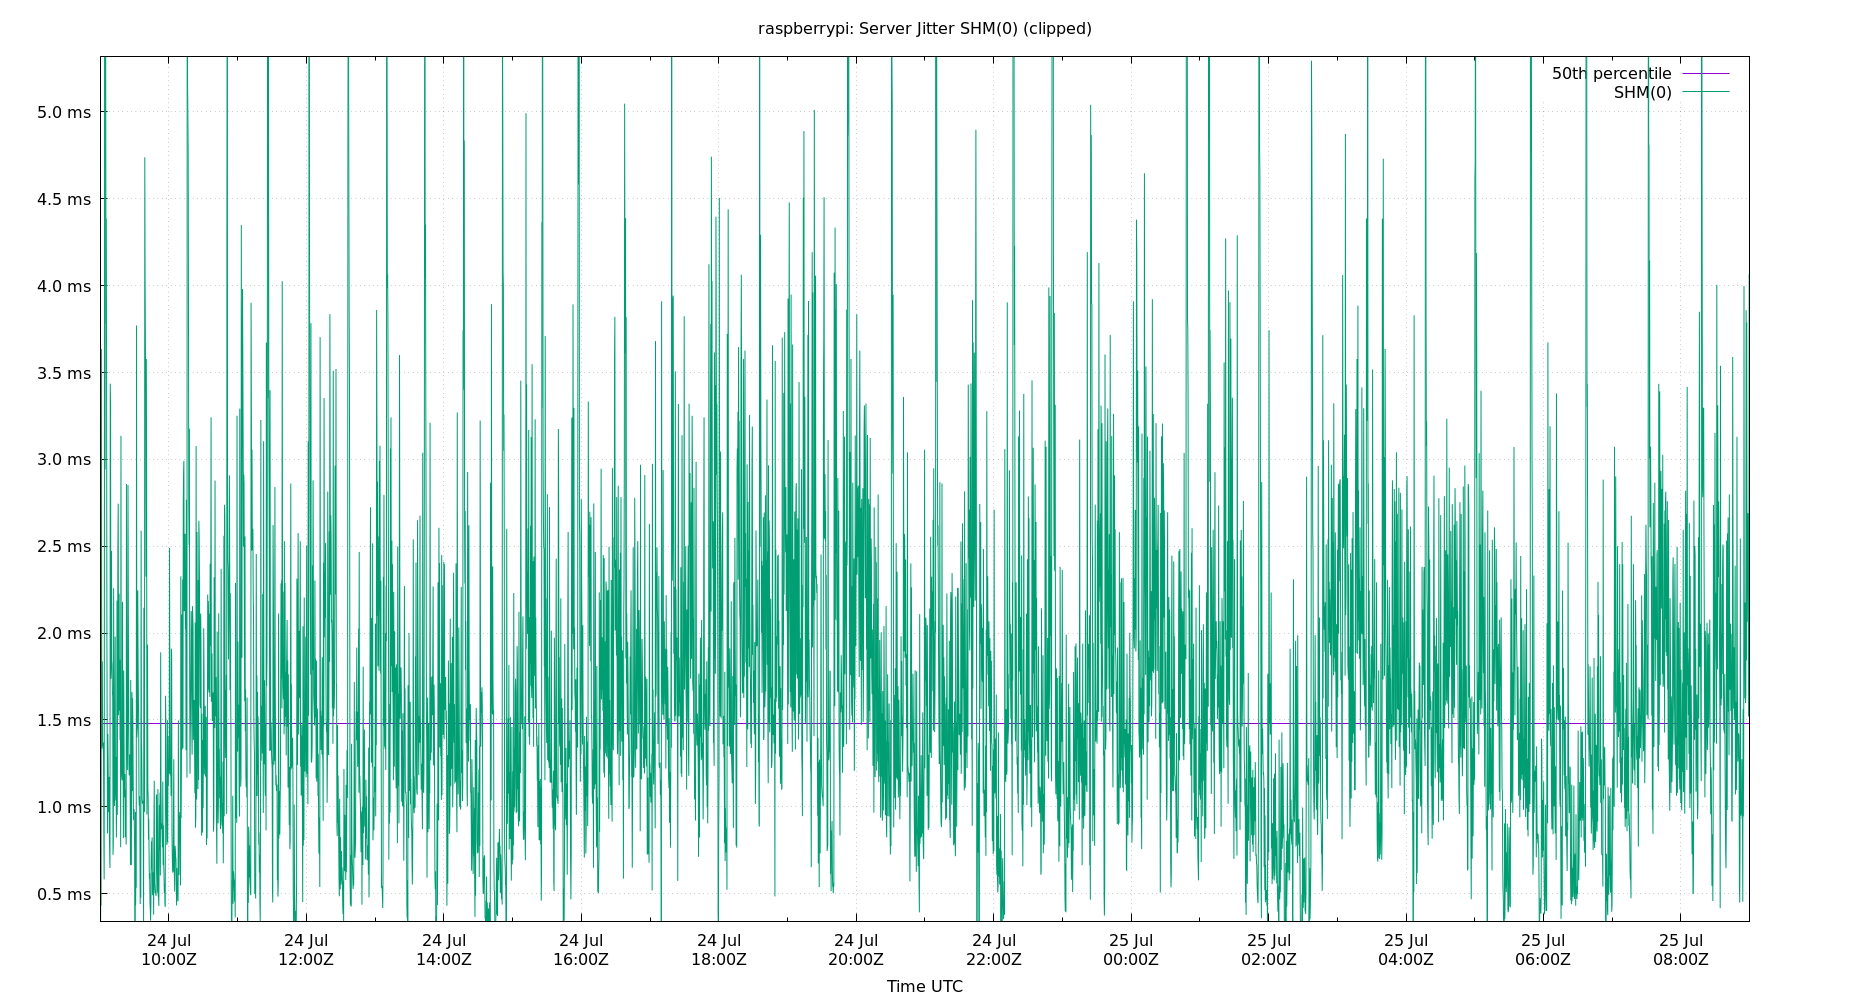 raspberrypi: Server Jitter SHM(0) (clipped)
50th percentile
SHM(0)
5.0 ms
4.5 ms
4.0 ms
3.5 ms
3.0 ms
2.5 ms
2.0 ms
1.5 ms
1.0 ms
0.5 ms
24 Jul 24 Jul 24 Jul 24 Jul 24 Jul 24 Jul 24 Jul 25 Jul 25 Jul 25 Jul 25 Jul 25 Jul
10:00Z 12:00Z 14:00Z 16:00Z 18:00Z 20:00Z 22:00Z 00:00Z 02:00Z 04:00Z 06:00Z 08:00Z
Time UTC